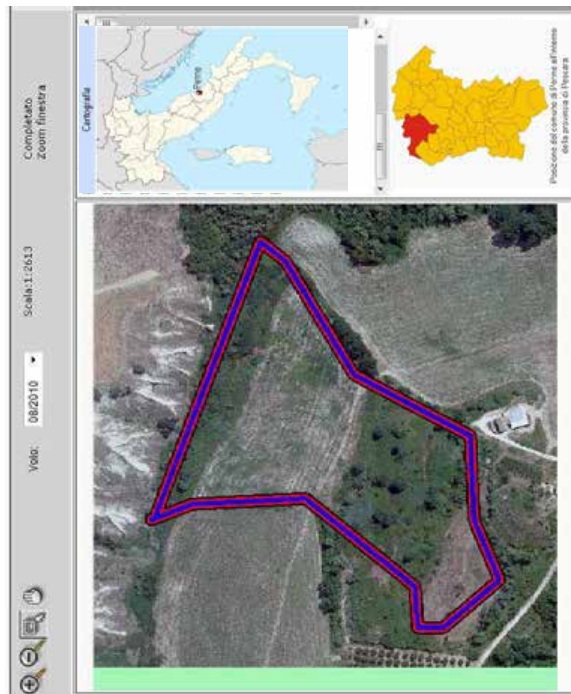 Volo: 08/2010
Scala:1:2613
Completato
Zoom finestra
Cartografia
Penne
Posizione del comune di Penne all'interno
della provincia di Pescara